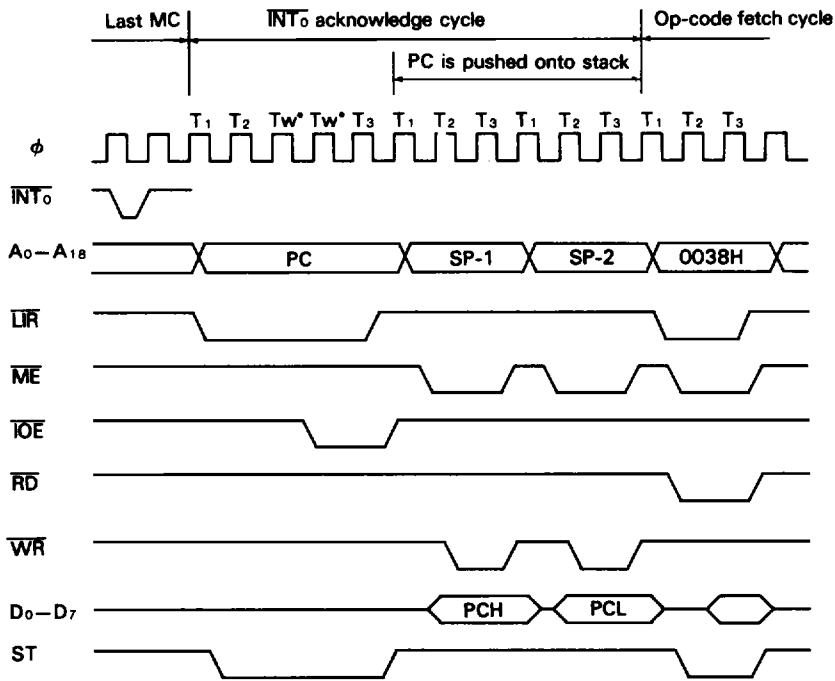 Last MC INT₀ acknowledge cycle Op-code fetch cycle
PC is pushed onto stack
T₁ T₂ Tw* Tw* T₃ T₁ T₂ T₃ T₁ T₂ T₃ T₁ T₂ T₃
ϕ
INT₀
A₀–A₁₈ PC SP-1 SP-2 0038H
LIR
ME
IOE
RD
WR
D₀–D₇ PCH PCL
ST